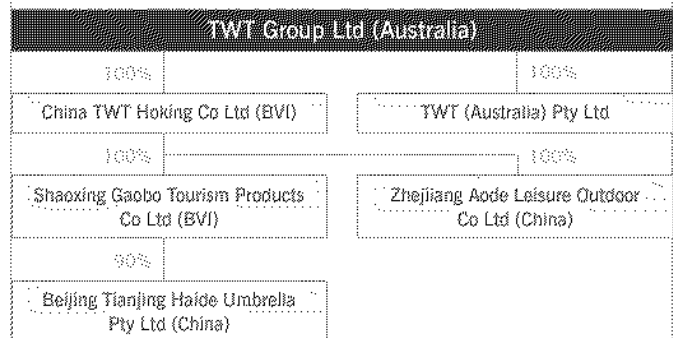 TWT Group Ltd (Australia)
100%
100%
China TWT Hoking Co Ltd (BVI)
TWT (Australia) Pty Ltd
100%
100%
Shaoxing Gaobo Tourism Products
Co Ltd (BVI)
Zhejiang Aode Leisure Outdoor
Co Ltd (China)
90%
Beijing Tianjing Haide Umbrella
Pty Ltd (China)